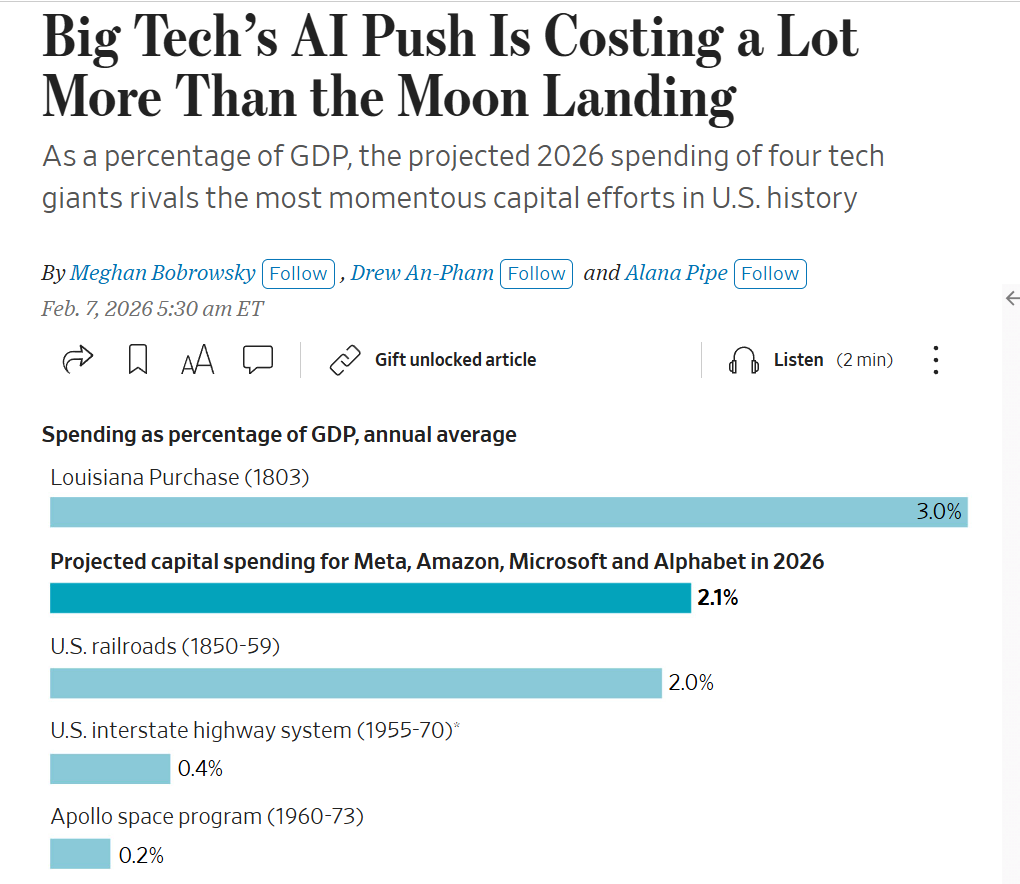 Big Tech’s AI Push Is Costing a Lot
More Than the Moon Landing
As a percentage of GDP, the projected 2026 spending of four tech
giants rivals the most momentous capital efforts in U.S. history
By Meghan Bobrowsky Follow , Drew An-Pham Follow and Alana Pipe Follow
Feb. 7, 2026 5:30 am ET
AA Gift unlocked article Listen (2 min)
Spending as percentage of GDP, annual average
Louisiana Purchase (1803)
3.0%
Projected capital spending for Meta, Amazon, Microsoft and Alphabet in 2026
2.1%
U.S. railroads (1850-59)
2.0%
U.S. interstate highway system (1955-70)*
0.4%
Apollo space program (1960-73)
0.2%